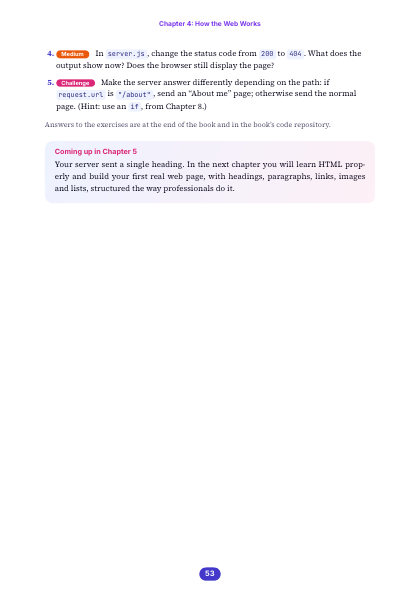 Chapter 4: How the Web Works
4. Medium In server.js, change the status code from 200 to 404. What does the
output show now? Does the browser still display the page?
5. Challenge Make the server answer differently depending on the path: if
request.url is "/about", send an “About me” page; otherwise send the normal
page. (Hint: use an if, from Chapter 8.)
Answers to the exercises are at the end of the book and in the book’s code repository.
Coming up in Chapter 5
Your server sent a single heading. In the next chapter you will learn HTML prop-
erly and build your first real web page, with headings, paragraphs, links, images
and lists, structured the way professionals do it.
53